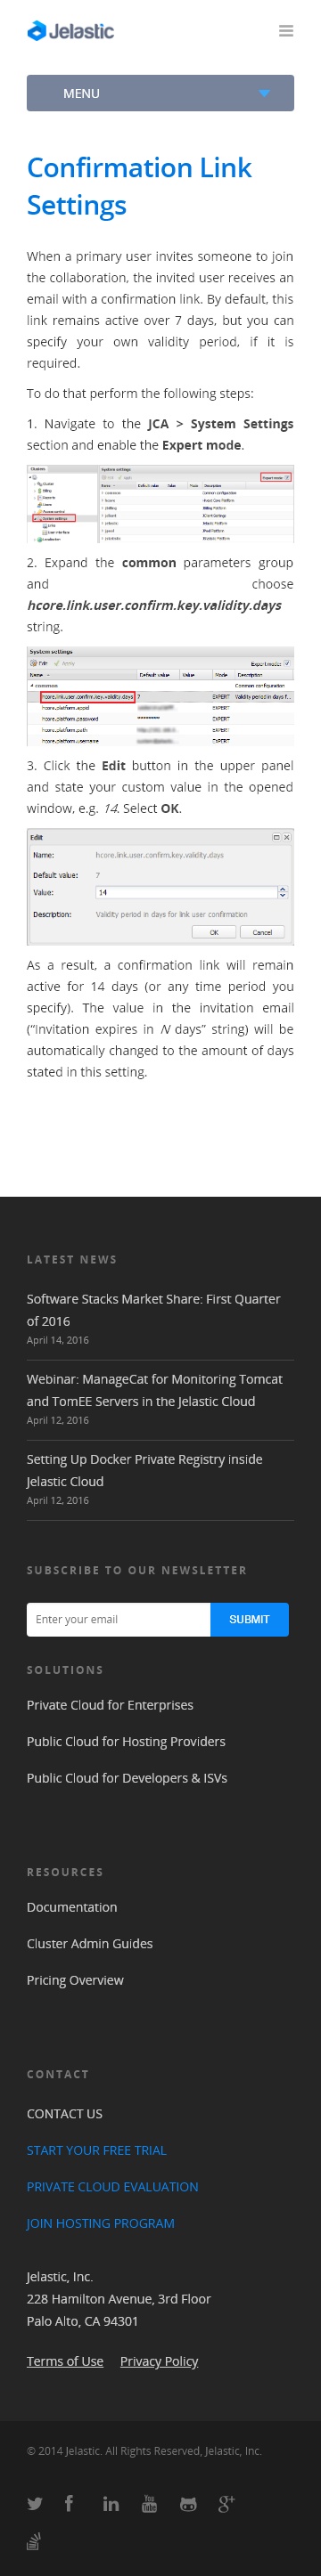 Jelastic
MENU
Confirmation Link
Settings
When a primary user invites someone to join
the collaboration, the invited user receives an
email with a confirmation link. By default, this
link remains active over 7 days, but you can
specify your own validity period, if it is
required.
To do that perform the following steps:
1. Navigate to the JCA > System Settings
section and enable the Expert mode.
System settings
Expert mode:
System settings
2. Expand the common parameters group
and choose
hcore.link.user.confirm.key.validity.days
string.
System settings
Edit Apply Expert mode:
Name Default value Value Mode Description
common Common configuration
hcore.link.user.confirm.key.validity.days 7 EXPERT Validity period in days f...
hcore.platform.appid EXPERT
hcore.platform.password ******** EXPERT
hcore.platform.url EXPERT
hcore.platform.username EXPERT
3. Click the Edit button in the upper panel
and state your custom value in the opened
window, e.g. 14. Select OK.
Edit
Name: hcore.link.user.confirm.key.validity.days
Default value: 7
Value: 14
Description: Validity period in days for link user confirmation
OK Cancel
As a result, a confirmation link will remain
active for 14 days (or any time period you
specify). The value in the invitation email
(“Invitation expires in N days” string) will be
automatically changed to the amount of days
stated in this setting.
LATEST NEWS
Software Stacks Market Share: First Quarter
of 2016
April 14, 2016
Webinar: ManageCat for Monitoring Tomcat
and TomEE Servers in the Jelastic Cloud
April 12, 2016
Setting Up Docker Private Registry inside
Jelastic Cloud
April 12, 2016
SUBSCRIBE TO OUR NEWSLETTER
Enter your email SUBMIT
SOLUTIONS
Private Cloud for Enterprises
Public Cloud for Hosting Providers
Public Cloud for Developers & ISVs
RESOURCES
Documentation
Cluster Admin Guides
Pricing Overview
CONTACT
CONTACT US
START YOUR FREE TRIAL
PRIVATE CLOUD EVALUATION
JOIN HOSTING PROGRAM
Jelastic, Inc.
228 Hamilton Avenue, 3rd Floor
Palo Alto, CA 94301
Terms of Use Privacy Policy
© 2014 Jelastic. All Rights Reserved, Jelastic, Inc.